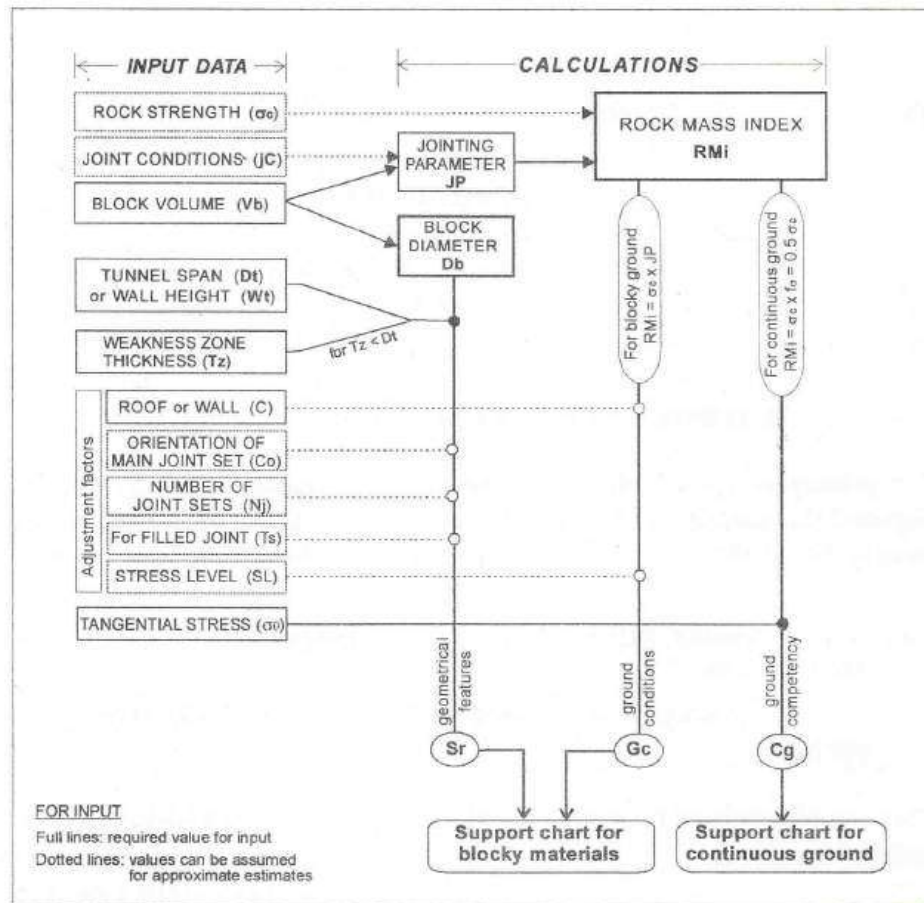 INPUT DATA
CALCULATIONS
ROCK STRENGTH (σc)
JOINT CONDITIONS (jC)
BLOCK VOLUME (Vb)
JOINTING
PARAMETER
JP
ROCK MASS INDEX
RMi
BLOCK
DIAMETER
Db
TUNNEL SPAN (Dt)
or WALL HEIGHT (Wt)
WEAKNESS ZONE
THICKNESS (Tz)
for Tz < Dt
For blocky ground
RMi = σc x JP
For continuous ground
RMi = σc x fσ = 0.5 σc
Adjustment factors
ROOF or WALL (C)
ORIENTATION OF
MAIN JOINT SET (Co)
NUMBER OF
JOINT SETS (Nj)
For FILLED JOINT (Ts)
STRESS LEVEL (SL)
TANGENTIAL STRESS (σθ)
geometrical
features
ground
conditions
ground
competency
Sr
Gc
Cg
FOR INPUT
Full lines: required value for input
Dotted lines: values can be assumed
for approximate estimates
Support chart for
blocky materials
Support chart for
continuous ground